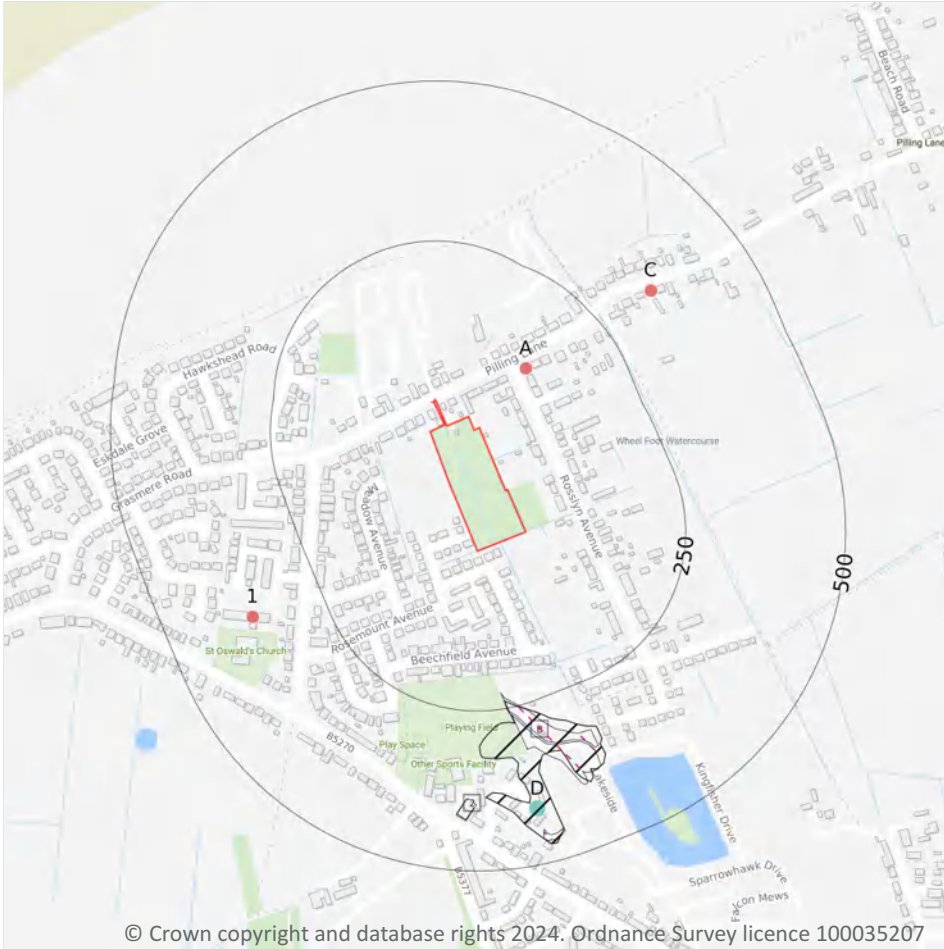 Beach Road
Pilling Lane
C
A
Pilling Lane
Hawkshead Road
Wheel Foot Watercourse
Eskdale Grove
Grasmere Road
Meadow Avenue
Rosslyn Avenue
250
500
1
St Oswald's Church
Rosemount Avenue
Beechfield Avenue
Playing Field
B
B5270
Play Space
Other Sports Facility
D
Lakeside
Kingfisher Drive
B5377
Sparrowhawk Drive
Falcon Mews
© Crown copyright and database rights 2024. Ordnance Survey licence 100035207